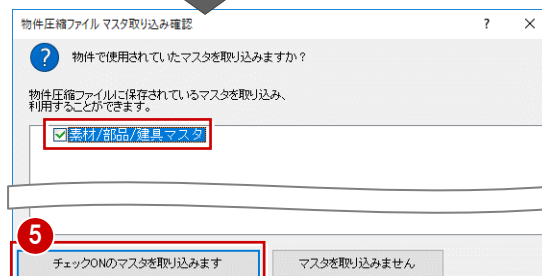 物件圧縮ファイル マスタ取り込み確認 ? ×
? 物件で使用されていたマスタを取り込みますか?
物件圧縮ファイルに保存されているマスタを取り込み、
利用することができます。
素材/部品/建具マスタ
5
チェックONのマスタを取り込みます マスタを取り込みません